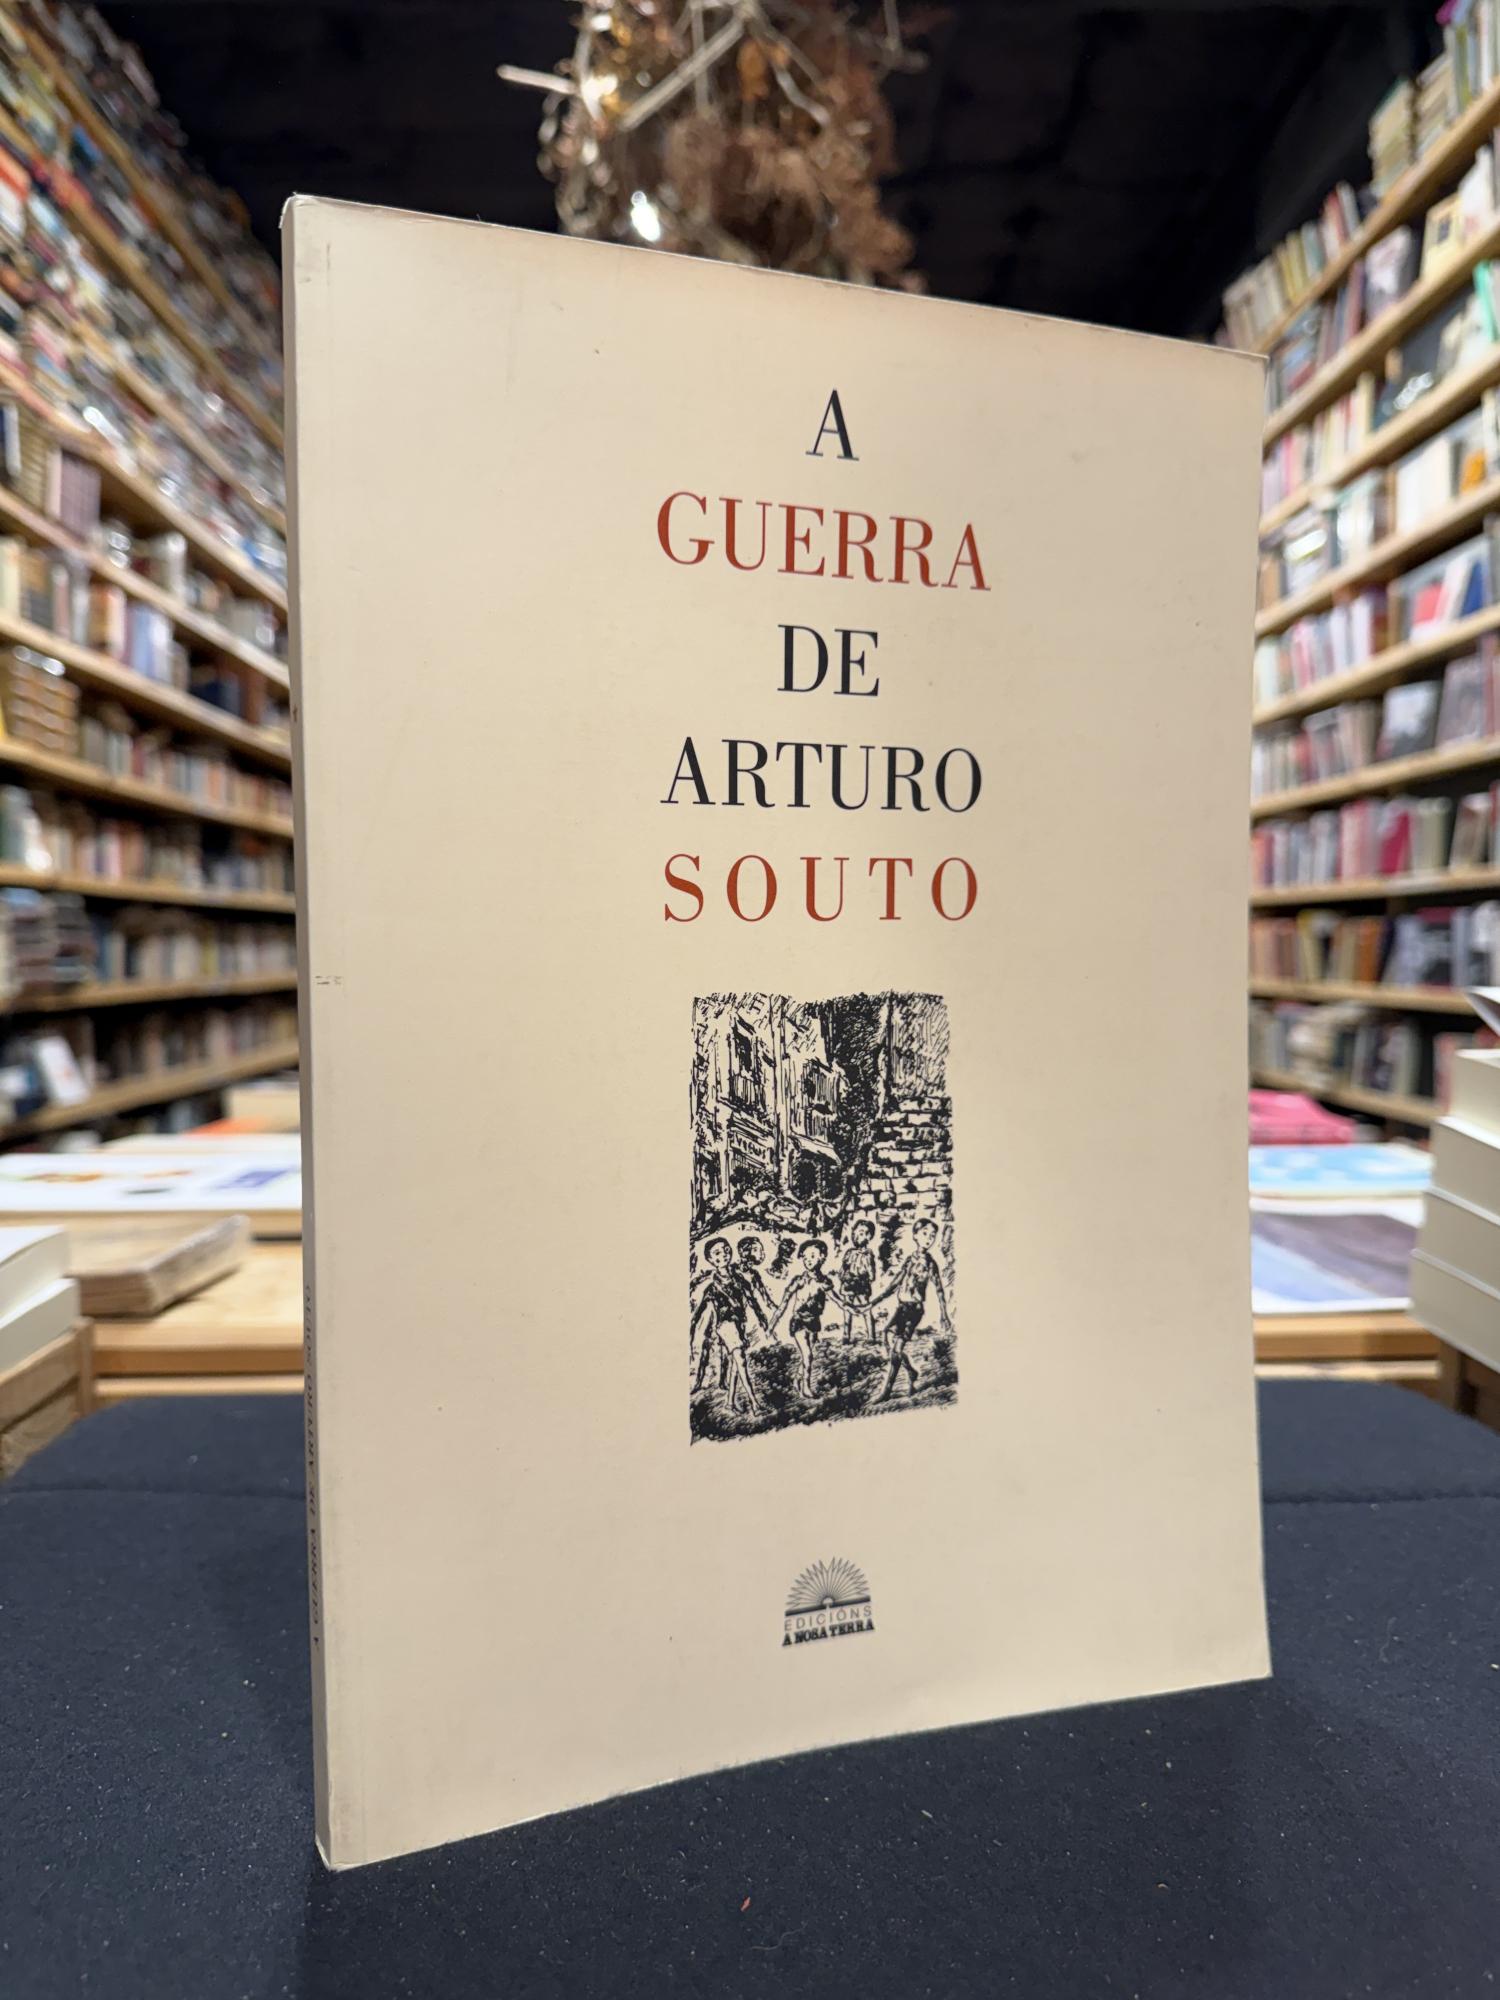 A
GUERRA
DE
ARTURO
SOUTO
EDICIÓNS
A NOSA TERRA
A GUERRA DE ARTURO SOUTO